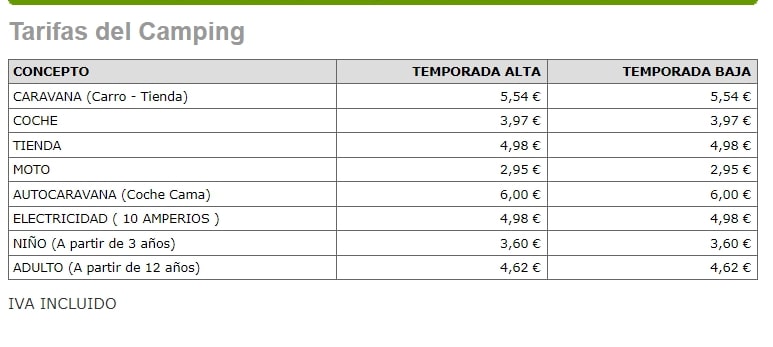 Tarifas del Camping
CONCEPTO TEMPORADA ALTA TEMPORADA BAJA
CARAVANA (Carro - Tienda) 5,54 € 5,54 €
COCHE 3,97 € 3,97 €
TIENDA 4,98 € 4,98 €
MOTO 2,95 € 2,95 €
AUTOCARAVANA (Coche Cama) 6,00 € 6,00 €
ELECTRICIDAD ( 10 AMPERIOS ) 4,98 € 4,98 €
NIÑO (A partir de 3 años) 3,60 € 3,60 €
ADULTO (A partir de 12 años) 4,62 € 4,62 €
IVA INCLUIDO